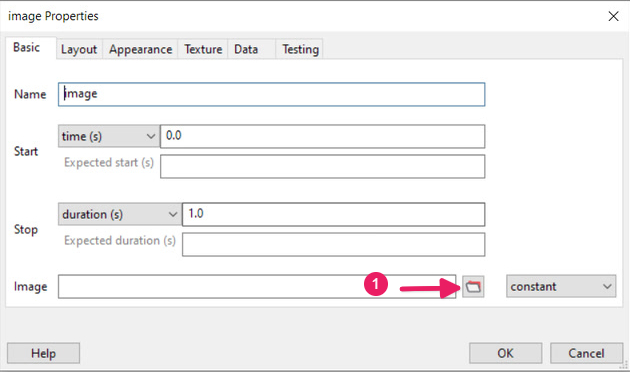 image Properties
Basic Layout Appearance Texture Data Testing
Name image
Start time (s) 0.0
Expected start (s)
Stop duration (s) 1.0
Expected duration (s)
Image 1 constant
Help OK Cancel